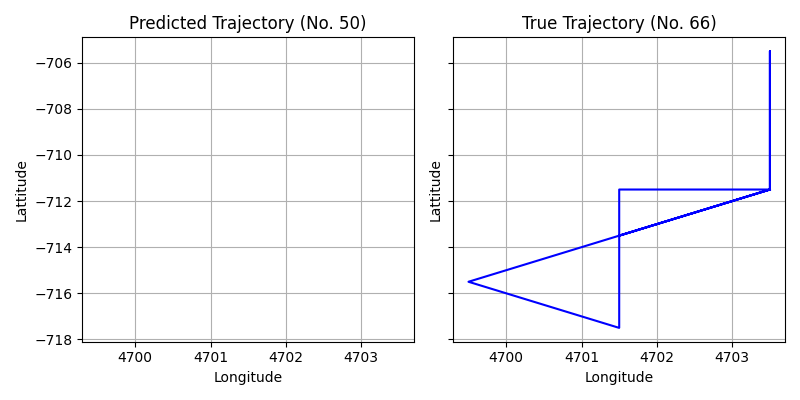 Predicted Trajectory (No. 50)
−706
−708
−710
−712
−714
−716
−718
Lattitude
4700 4701 4702 4703
Longitude
True Trajectory (No. 66)
Lattitude
4700 4701 4702 4703
Longitude